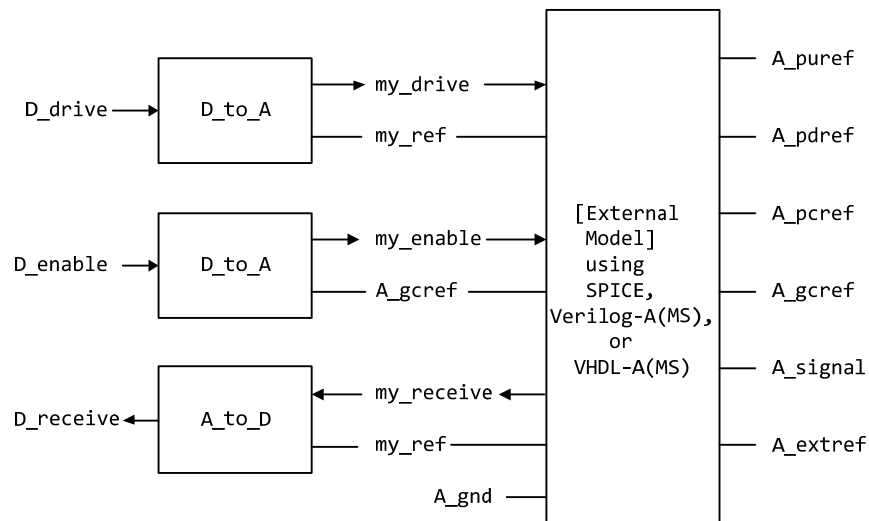 D_drive
D_to_A
my_drive
my_ref
D_enable
D_to_A
my_enable
A_gcref
D_receive
A_to_D
my_receive
my_ref
A_gnd
[External
Model]
using
SPICE,
Verilog-A(MS),
or
VHDL-A(MS)
A_puref
A_pdref
A_pcref
A_gcref
A_signal
A_extref